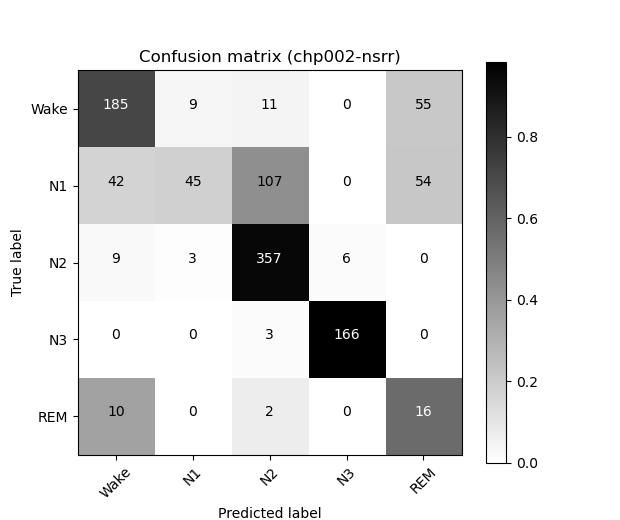 Confusion matrix (chp002-nsrr)
True label
Wake 185 9 11 0 55
N1 42 45 107 0 54
N2 9 3 357 6 0
N3 0 0 3 166 0
REM 10 0 2 0 16
Wake N1 N2 N3 REM
Predicted label
0.8
0.6
0.4
0.2
0.0